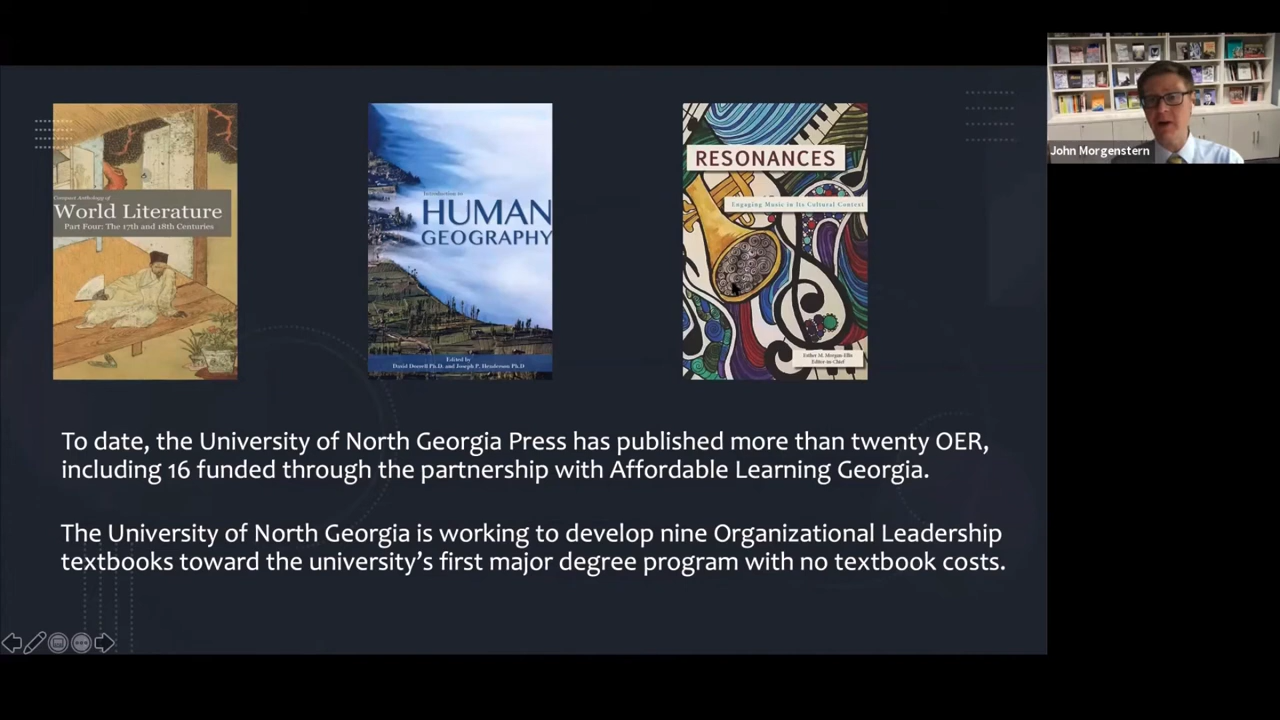 Compact Anthology of
World Literature
Part Four: The 17th and 18th Centuries
Introduction to
HUMAN
GEOGRAPHY
Edited by
David Dorrell Ph.D. and Joseph P. Henderson Ph.D
RESONANCES
Engaging Music in Its Cultural Context
Esther M. Morgan-Ellis
Editor-in-Chief
John Morgenstern
To date, the University of North Georgia Press has published more than twenty OER,
including 16 funded through the partnership with Affordable Learning Georgia.
The University of North Georgia is working to develop nine Organizational Leadership
textbooks toward the university’s first major degree program with no textbook costs.